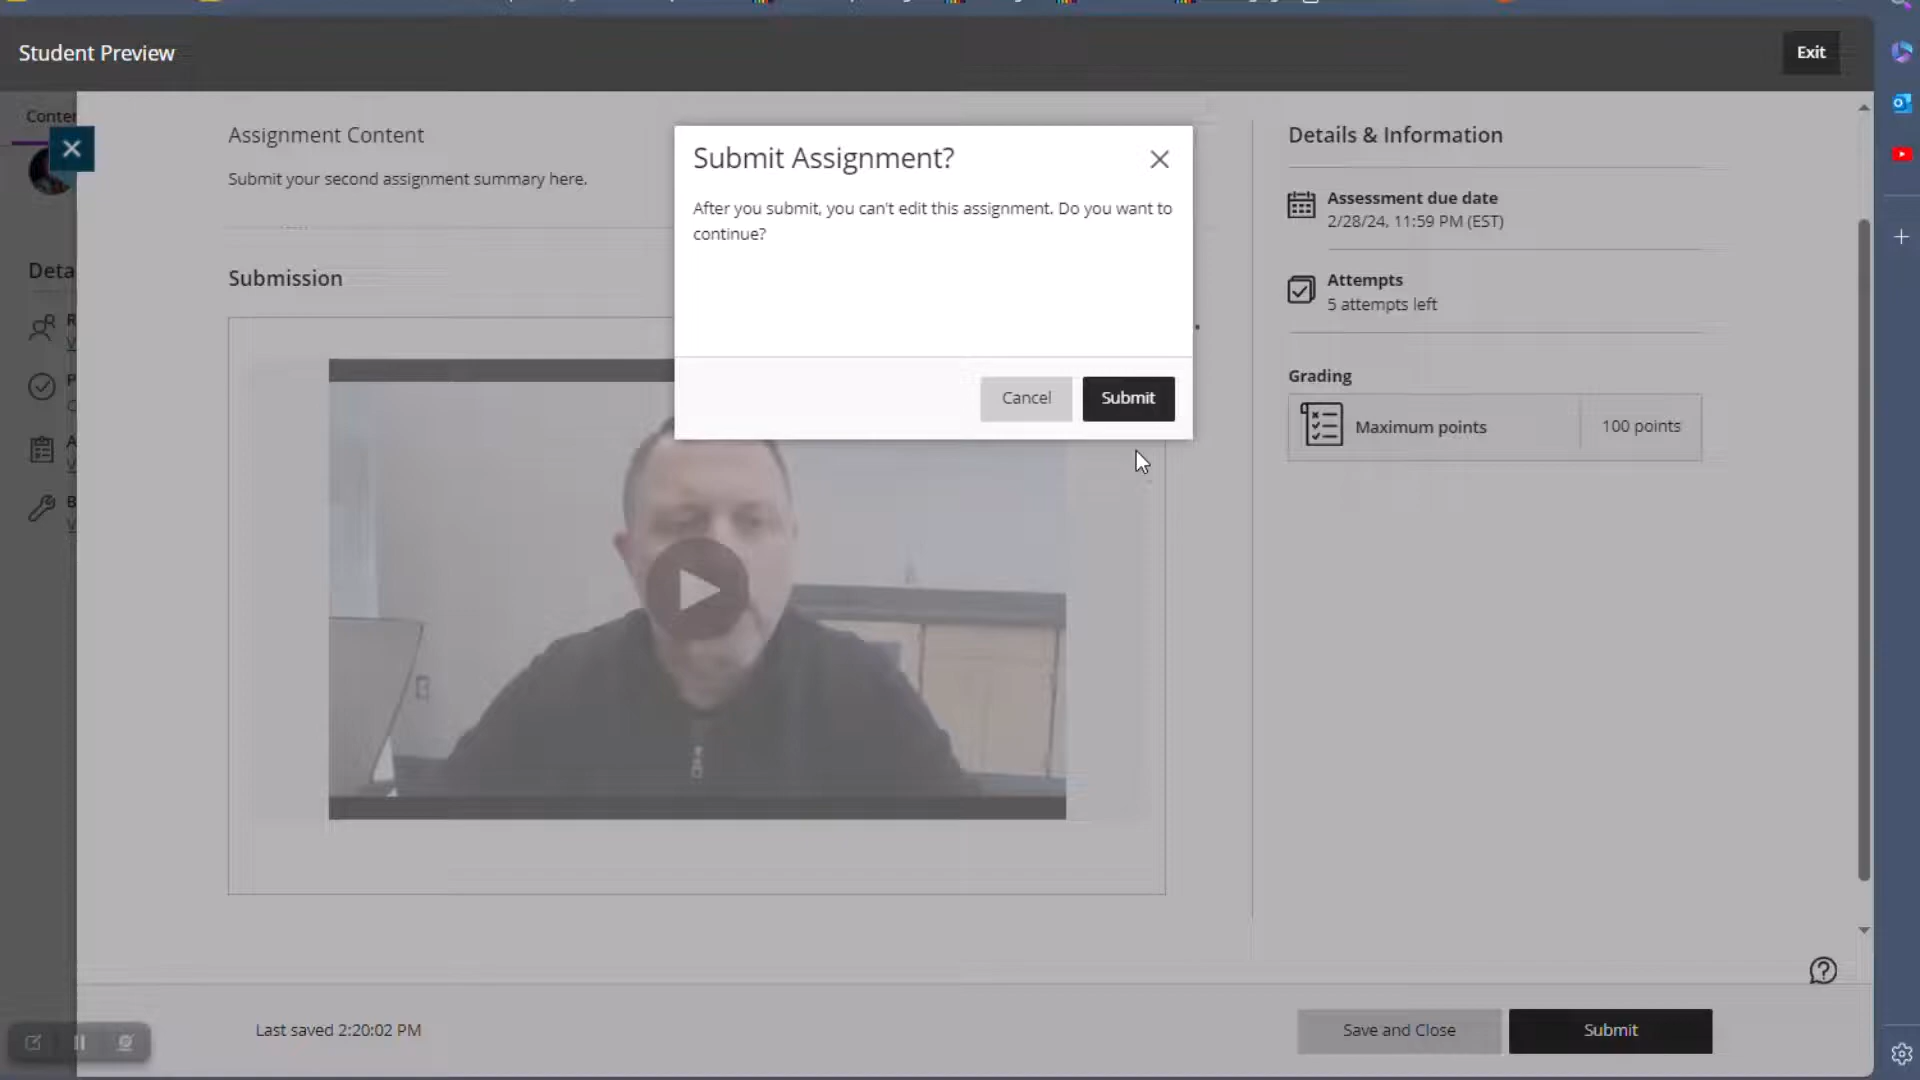 Student Preview
Exit
Conte
Assignment Content
Submit your second assignment summary here.
Submission
Deta
R
V
P
C
A
V
B
V
Submit Assignment?
After you submit, you can't edit this assignment. Do you want to
continue?
Cancel
Submit
Details & Information
Assessment due date
2/28/24, 11:59 PM (EST)
Attempts
5 attempts left
Grading
Maximum points
100 points
Last saved 2:20:02 PM
Save and Close
Submit